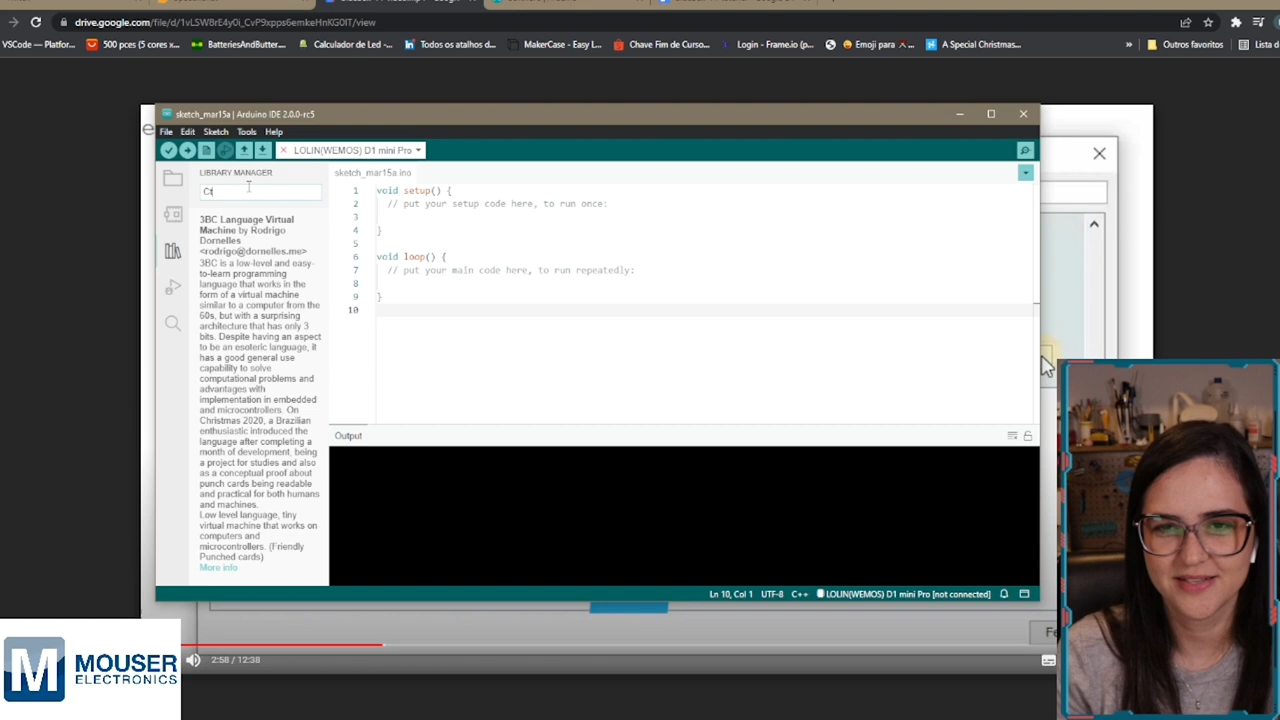 drive.google.com/file/d/1vLSW8rE4y0i_CvP9xpps6emkeHnKG0lT/view
VSCode — Platfor...
500 pces (5 cores x...
BatteriesAndButter...
Calculador de Led -...
Todos os atalhos d...
MakerCase - Easy L...
Chave Fim de Curso...
Login - Frame.io (p...
Emoji para
A Special Christmas...
»
Outros favoritos
Lista d
sketch_mar15a | Arduino IDE 2.0.0-rc5
File Edit Sketch Tools Help
LOLIN(WEMOS) D1 mini Pro
LIBRARY MANAGER
Ct
3BC Language Virtual
Machine by Rodrigo
Dornelles
<rodrigo@dornelles.me>
3BC is a low-level and easy-
to-learn programming
language that works in the
form of a virtual machine
similar to a computer from the
60s, but with a surprising
architecture that has only 3
bits. Despite having an aspect
to be an esoteric language, it
has a good general use
capability to solve
computational problems and
advantages with
implementation in embedded
and microcontrollers. On
Christmas 2020, a Brazilian
enthusiastic introduced the
language after completing a
month of development, being
a project for studies and also
as a conceptual proof about
punch cards being readable
and practical for both humans
and machines.
Low level language, tiny
virtual machine that works on
computers and
microcontrollers. (Friendly
Punched cards)
More info
sketch_mar15a.ino
1 void setup() {
2 // put your setup code here, to run once:
3
4 }
5
6 void loop() {
7 // put your main code here, to run repeatedly:
8
9 }
10
Output
Ln 10, Col 1 UTF-8 C++ LOLIN(WEMOS) D1 mini Pro [not connected]
Fe
2:58 / 12:38
M MOUSER
ELECTRONICS